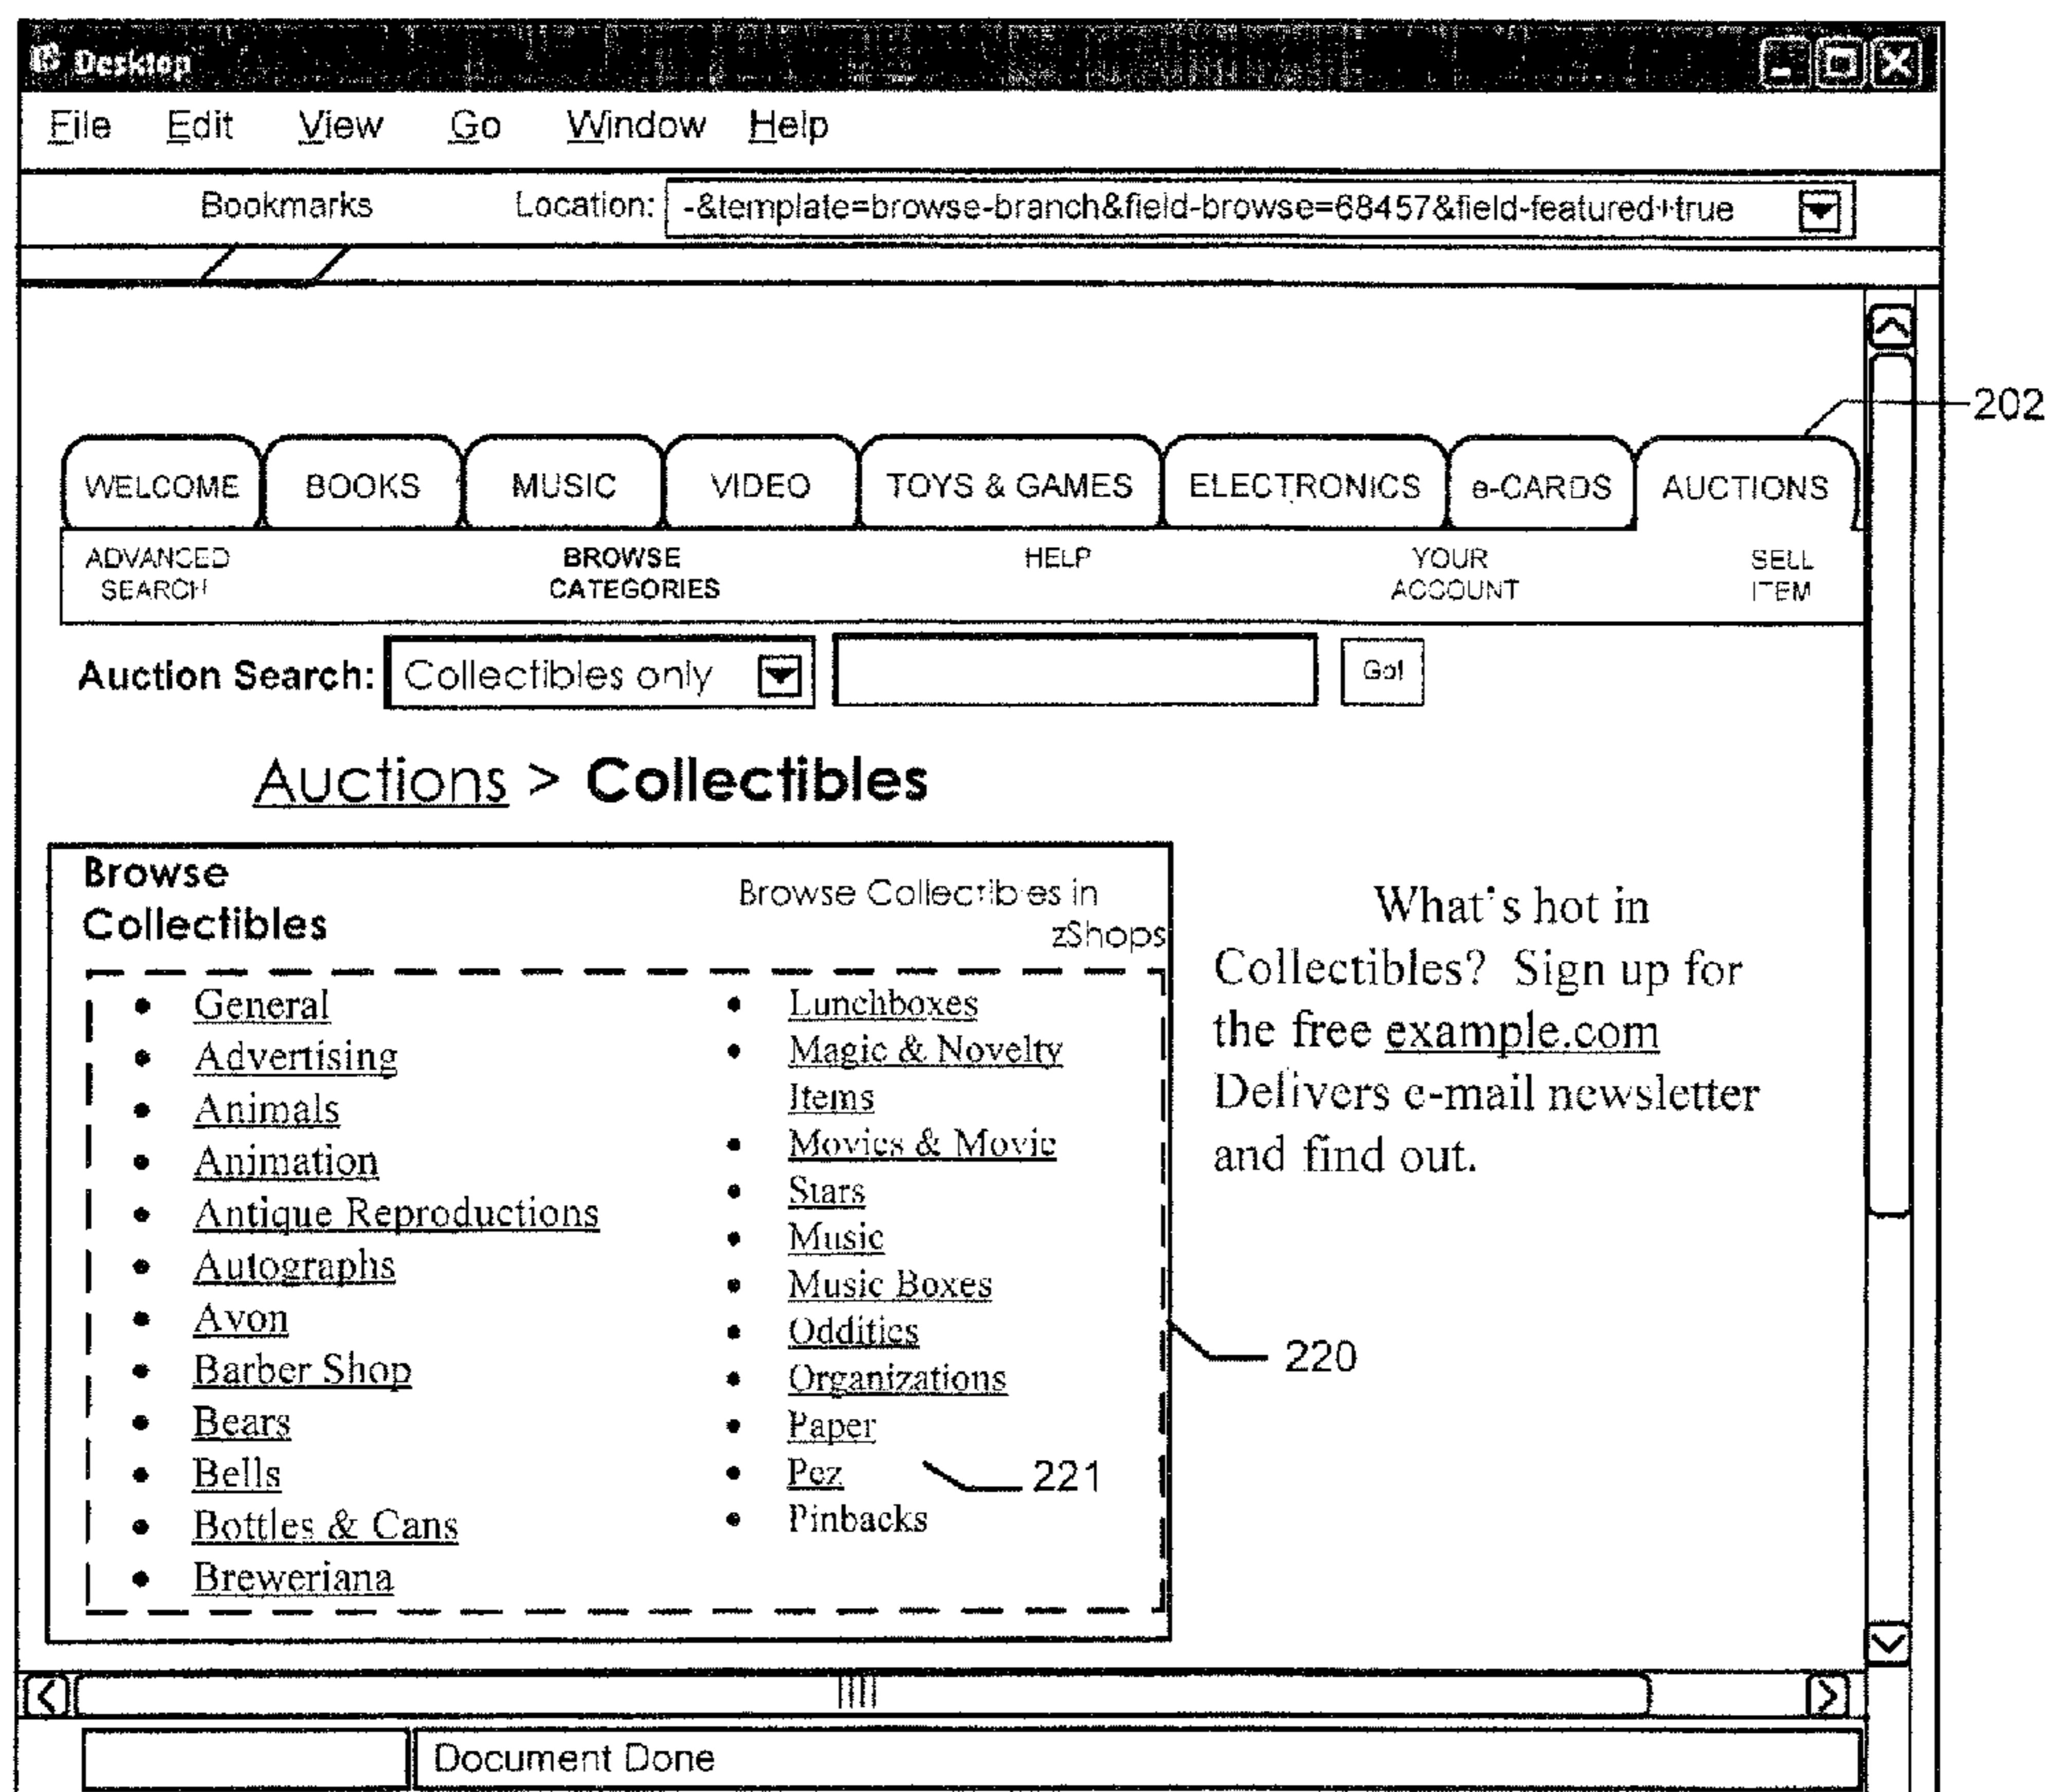 Desktop
File Edit View Go Window Help
Bookmarks Location: -&template=browse-branch&field-browse=68457&field-featured+true
202
WELCOME BOOKS MUSIC VIDEO TOYS & GAMES ELECTRONICS e-CARDS AUCTIONS
ADVANCED SEARCH BROWSE CATEGORIES HELP YOUR ACCOUNT SELL ITEM
Auction Search: Collectibles only Go!
Auctions > Collectibles
Browse
Collectibles
Browse Collectibles in
zShops
• General
• Advertising
• Animals
• Animation
• Antique Reproductions
• Autographs
• Avon
• Barber Shop
• Bears
• Bells
• Bottles & Cans
• Breweriana
• Lunchboxes
• Magic & Novelty
Items
• Movies & Movie
• Stars
• Music
• Music Boxes
• Oddities
• Organizations
• Paper
• Pez
• Pinbacks
221
220
What's hot in
Collectibles? Sign up for
the free example.com
Delivers e-mail newsletter
and find out.
Document Done